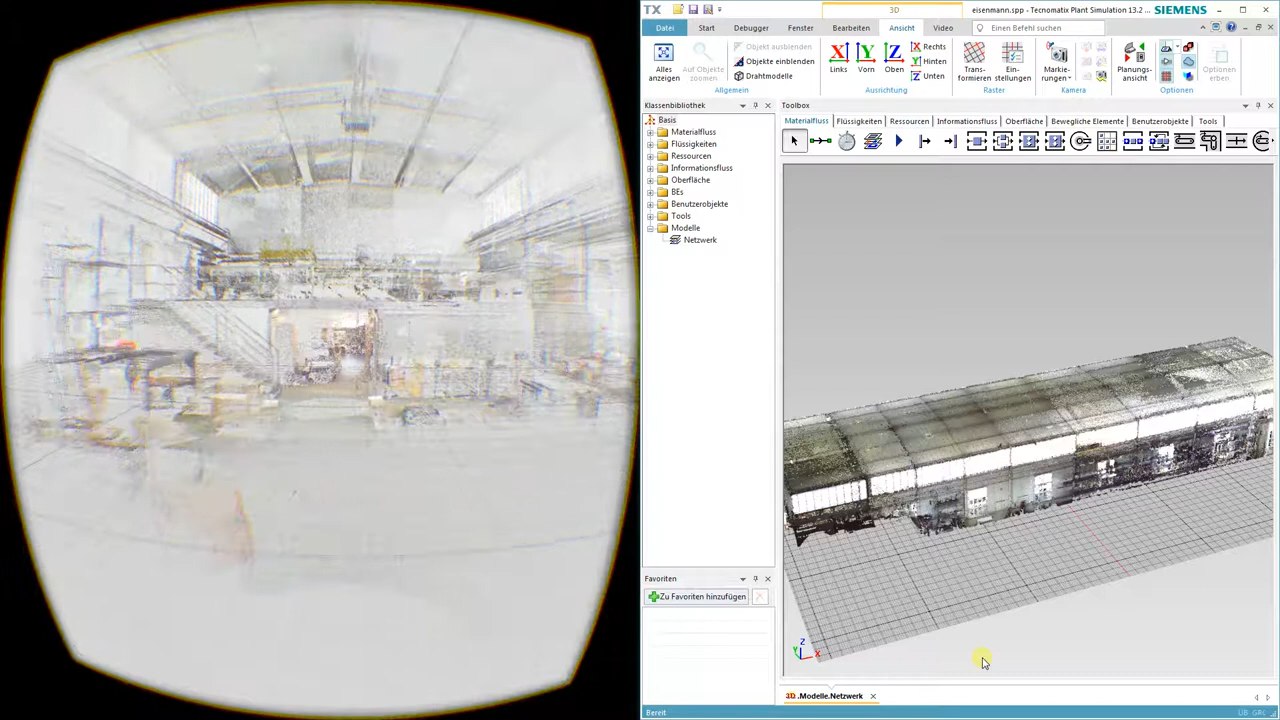 TX
3D
eisenmann.spp - Tecnomatix Plant Simulation 13.2 ...
SIEMENS
Datei
Start
Debugger
Fenster
Bearbeiten
Ansicht
Video
Einen Befehl suchen
Alles anzeigen
Auf Objekte zoomen
Objekt ausblenden
Objekte einblenden
Drahtmodelle
Allgemein
X Y Z
Links
Vorn
Oben
Rechts
Hinten
Unten
Ausrichtung
Trans-
formieren
Ein-
stellungen
Raster
Markie-
rungen
Kamera
Planungs-
ansicht
Optionen
erben
Optionen
Klassenbibliothek
Basis
Materialfluss
Flüssigkeiten
Ressourcen
Informationsfluss
Oberfläche
BEs
Benutzerobjekte
Tools
Modelle
Netzwerk
Favoriten
Zu Favoriten hinzufügen
Toolbox
Materialfluss
Flüssigkeiten
Ressourcen
Informationsfluss
Oberfläche
Bewegliche Elemente
Benutzerobjekte
Tools
Z
Y
X
3D .Modelle.Netzwerk
Bereit
ÜB GR